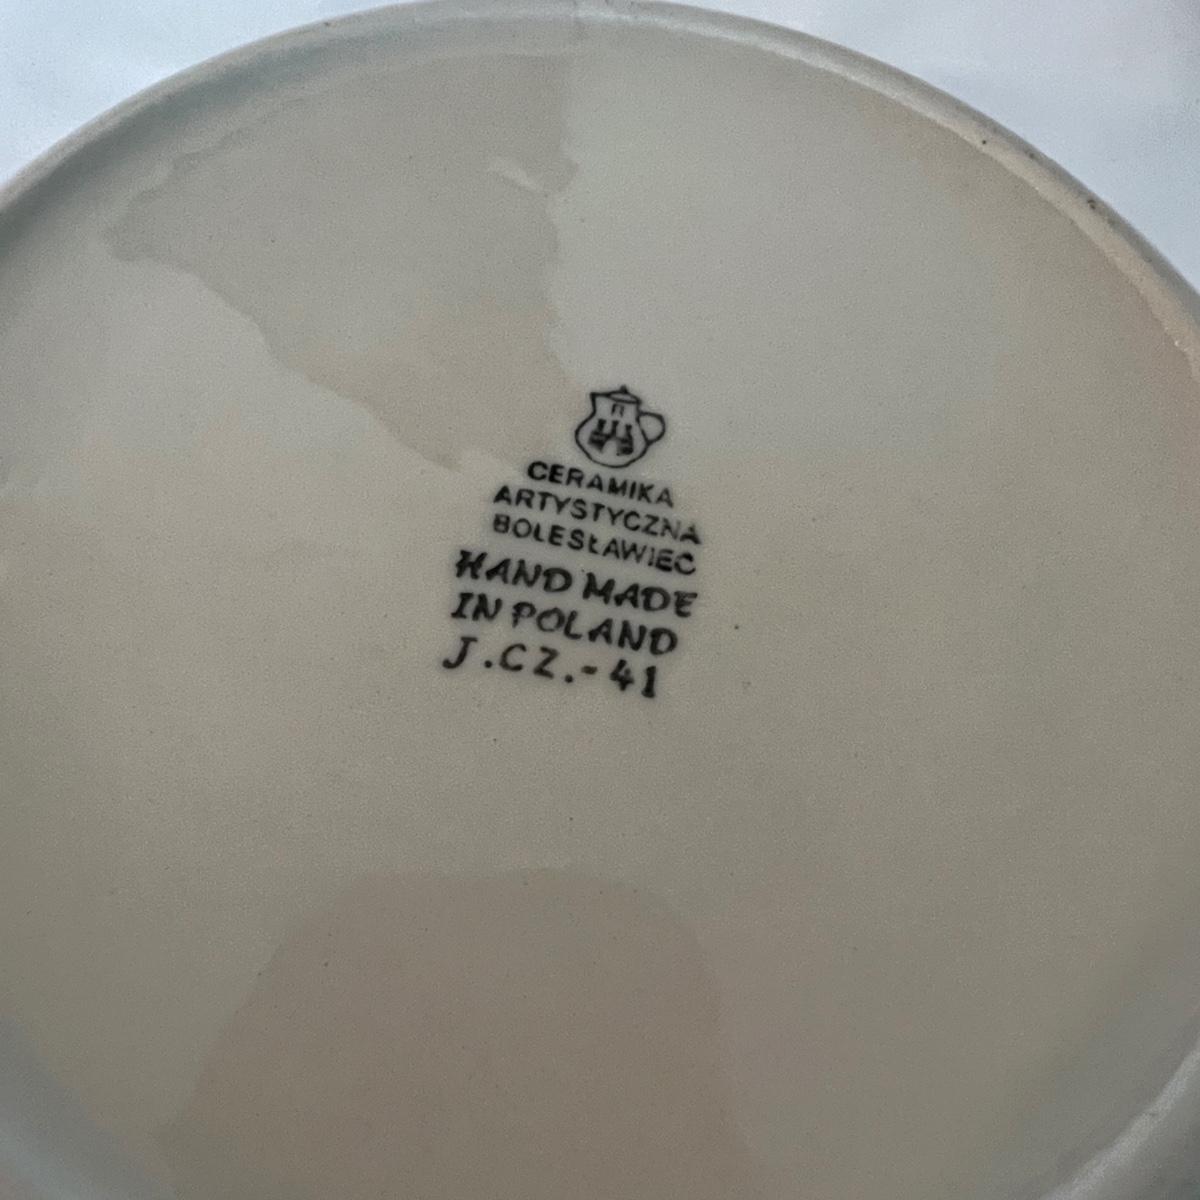 CERAMIKA
ARTYSTYCZNA
BOLESŁAWIEC
HAND MADE
IN POLAND
J.CZ.-41